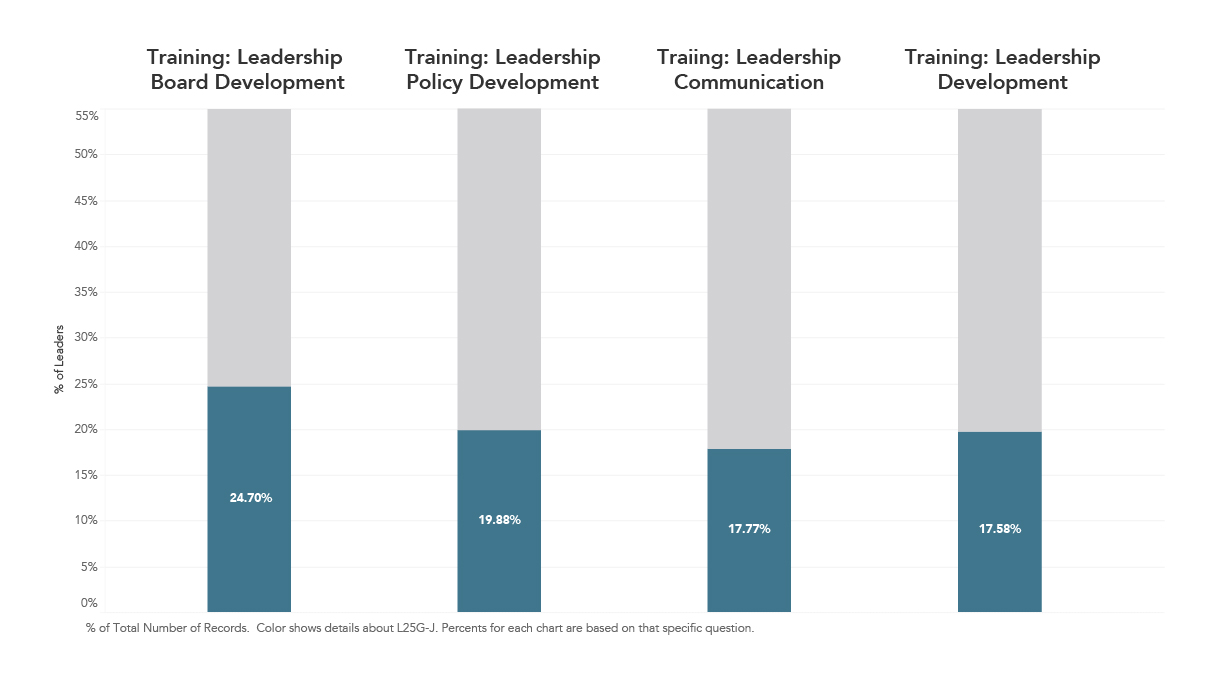 Training: Leadership
Board Development
Training: Leadership
Policy Development
Traiing: Leadership
Communication
Training: Leadership
Development
55%
50%
45%
40%
35%
30%
25%
20%
15%
10%
5%
0%
% of Leaders
24.70%
19.88%
17.77%
17.58%
% of Total Number of Records.  Color shows details about L25G-J. Percents for each chart are based on that specific question.